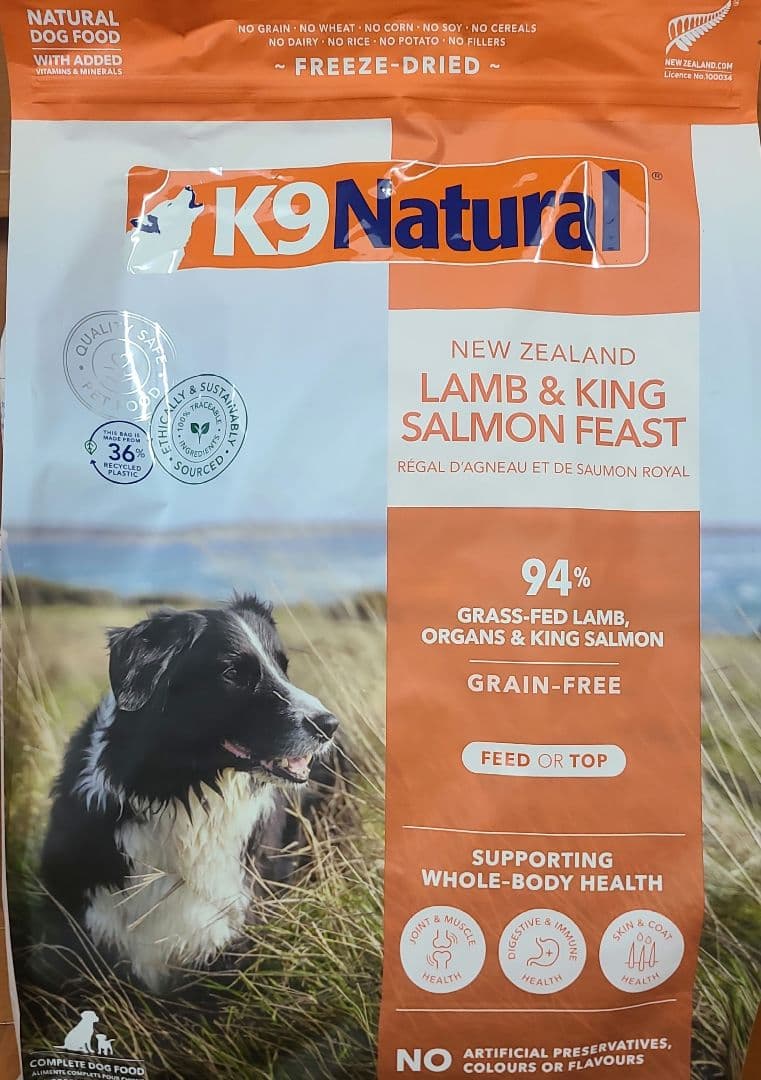 NATURAL
DOG FOOD
WITH ADDED
VITAMINS & MINERALS
NO GRAIN · NO WHEAT · NO CORN · NO SOY · NO CEREALS
NO DAIRY · NO RICE · NO POTATO · NO FILLERS
~ FREEZE-DRIED ~
NEWZEALAND.COM
Licence No.100034
K9Natural®
QUALITY SAFE
PET FOOD
ETHICALLY & SUSTAINABLY
SOURCED
100% TRACEABLE
INGREDIENTS
THIS BAG IS
MADE FROM
36%
RECYCLED
PLASTIC
NEW ZEALAND
LAMB & KING
SALMON FEAST
RÉGAL D'AGNEAU ET DE SAUMON ROYAL
94%
GRASS-FED LAMB,
ORGANS & KING SALMON
GRAIN-FREE
FEED OR TOP
SUPPORTING
WHOLE-BODY HEALTH
JOINT & MUSCLE
HEALTH
DIGESTIVE & IMMUNE
HEALTH
SKIN & COAT
HEALTH
NO ARTIFICIAL PRESERVATIVES,
COLOURS OR FLAVOURS
COMPLETE DOG FOOD
ALIMENTS COMPLETS POUR